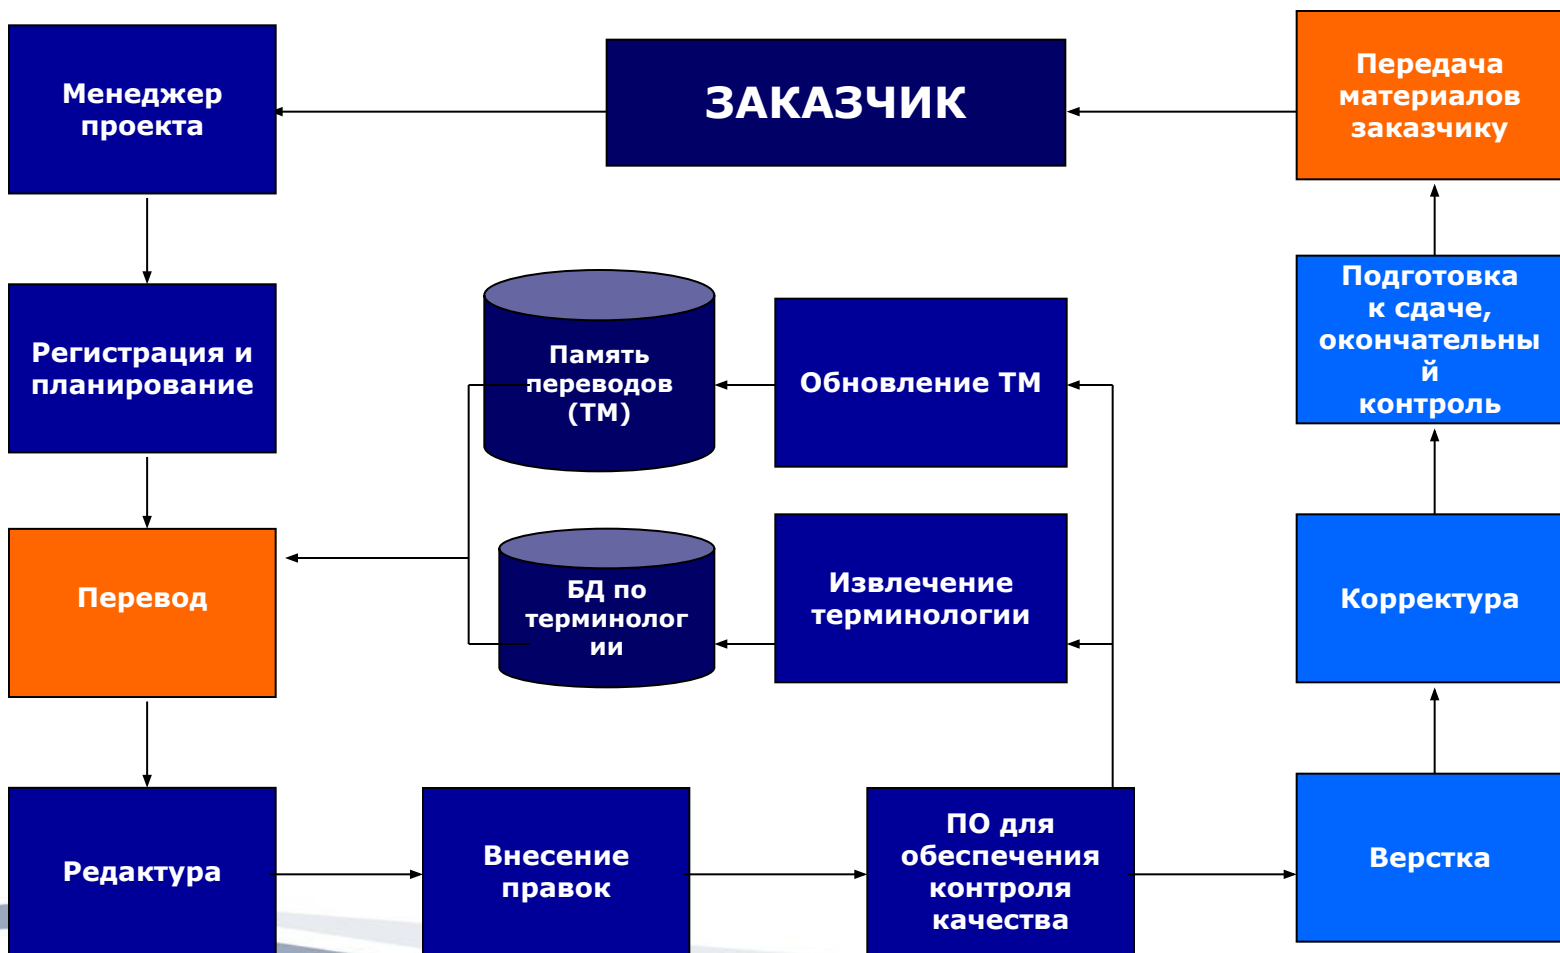 Менеджер
проекта
ЗАКАЗЧИК
Передача
материалов
заказчику
Регистрация и
планирование
Память
переводов
(ТМ)
Обновление ТМ
Подготовка
к сдаче,
окончательны
й
контроль
Перевод
БД по
терминолог
ии
Извлечение
терминологии
Корректура
Редактура
Внесение
правок
ПО для
обеспечения
контроля
качества
Верстка